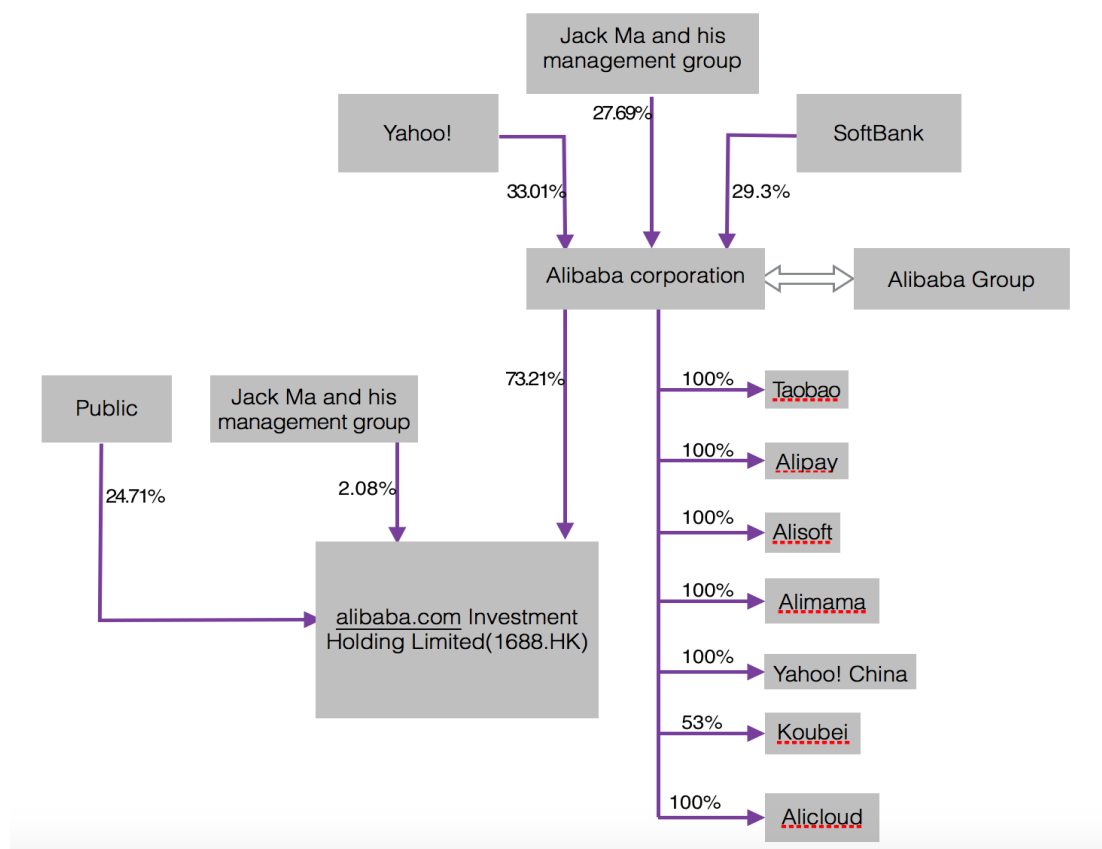 Jack Ma and his
management group
Yahoo!
27.69%
SoftBank
33.01%
29.3%
Alibaba corporation
Alibaba Group
73.21%
Public
Jack Ma and his
management group
24.71%
2.08%
alibaba.com Investment
Holding Limited(1688.HK)
100%
Taobao
100%
Alipay
100%
Alisoft
100%
Alimama
100%
Yahoo! China
53%
Koubei
100%
Alicloud